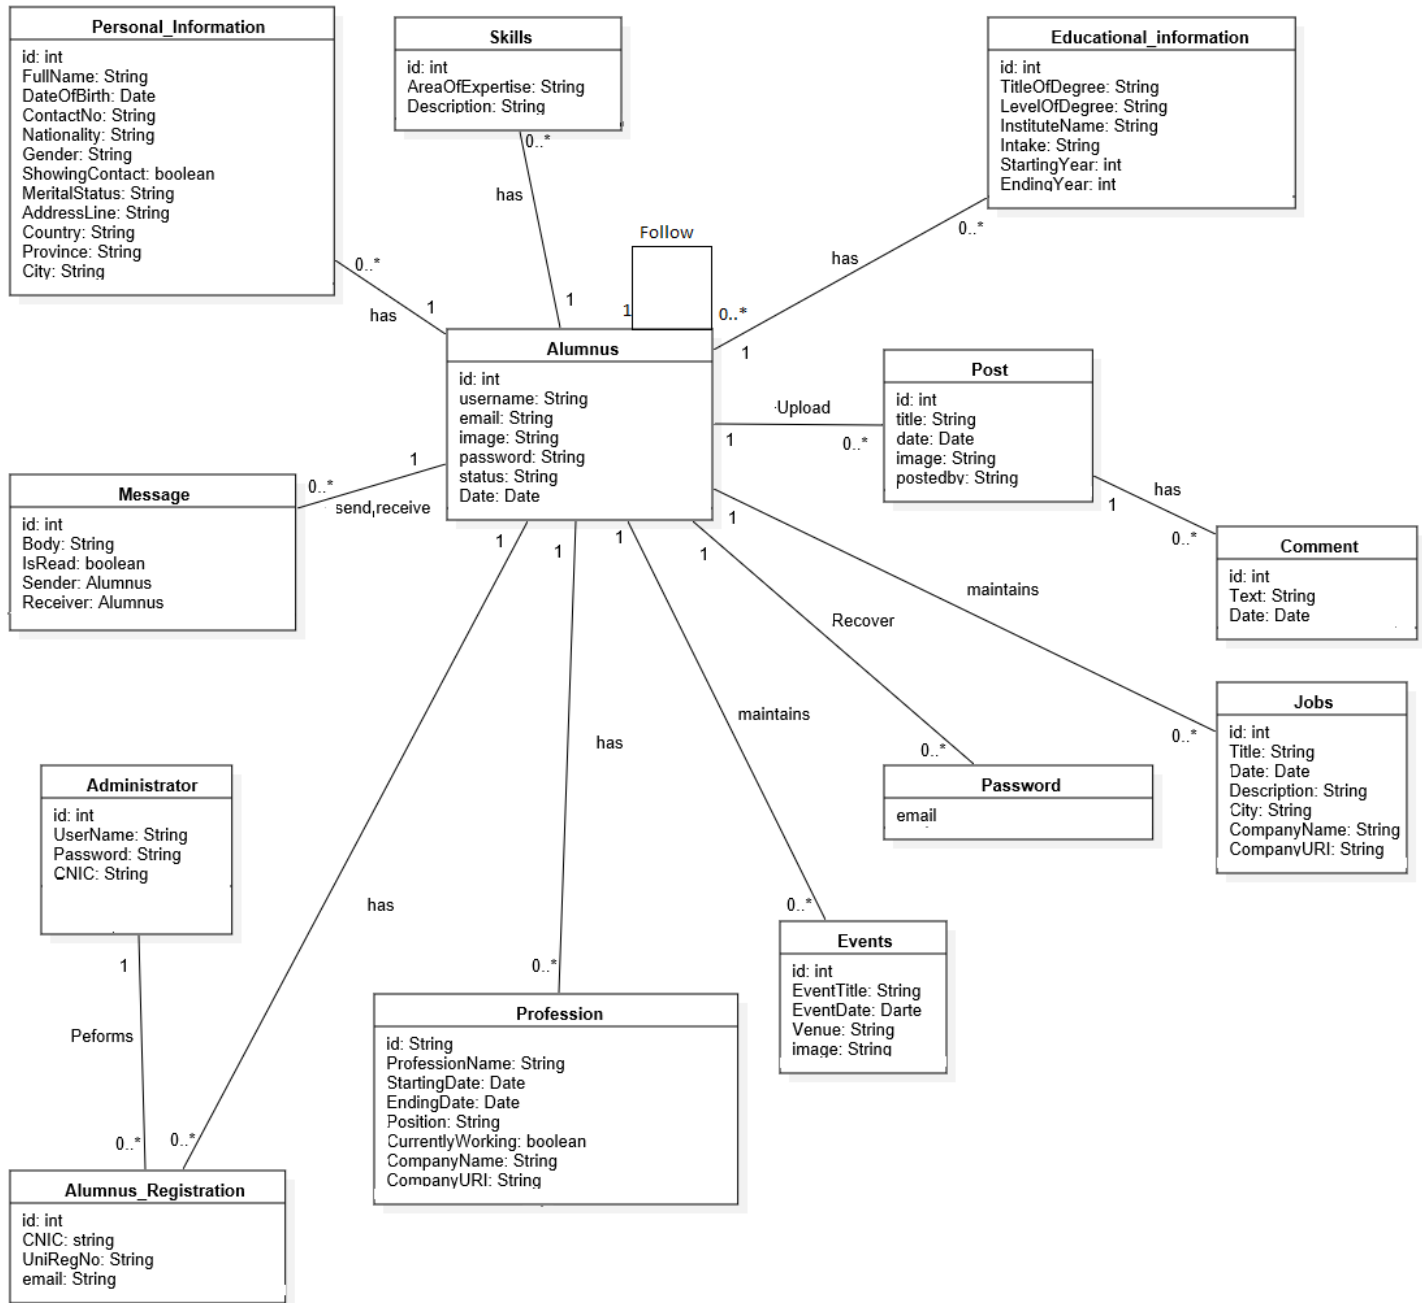 Personal_Information
id: int
FullName: String
DateOfBirth: Date
ContactNo: String
Nationality: String
Gender: String
ShowingContact: boolean
MeritalStatus: String
AddressLine: String
Country: String
Province: String
City: String
Skills
id: int
AreaOfExpertise: String
Description: String
Educational_information
id: int
TitleOfDegree: String
LevelOfDegree: String
InstituteName: String
Intake: String
StartingYear: int
EndingYear: int
0..*
has
1
0..*
has
1
Follow
1
0..*
0..*
has
1
Alumnus
id: int
username: String
email: String
image: String
password: String
status: String
Date: Date
Upload
1
0..*
Post
id: int
title: String
date: Date
image: String
postedby: String
has
1
0..*
Comment
id: int
Text: String
Date: Date
Message
id: int
Body: String
IsRead: boolean
Sender: Alumnus
Receiver: Alumnus
1
0..*
send,receive
1
1
1
1
1
maintains
0..*
Recover
0..*
maintains
0..*
has
0..*
has
0..*
Jobs
id: int
Title: String
Date: Date
Description: String
City: String
CompanyName: String
CompanyURI: String
Password
email
Administrator
id: int
UserName: String
Password: String
CNIC: String
1
Peforms
0..*
Events
id: int
EventTitle: String
EventDate: Darte
Venue: String
image: String
Profession
id: String
ProfessionName: String
StartingDate: Date
EndingDate: Date
Position: String
CurrentlyWorking: boolean
CompanyName: String
CompanyURI: String
Alumnus_Registration
id: int
CNIC: string
UniRegNo: String
email: String